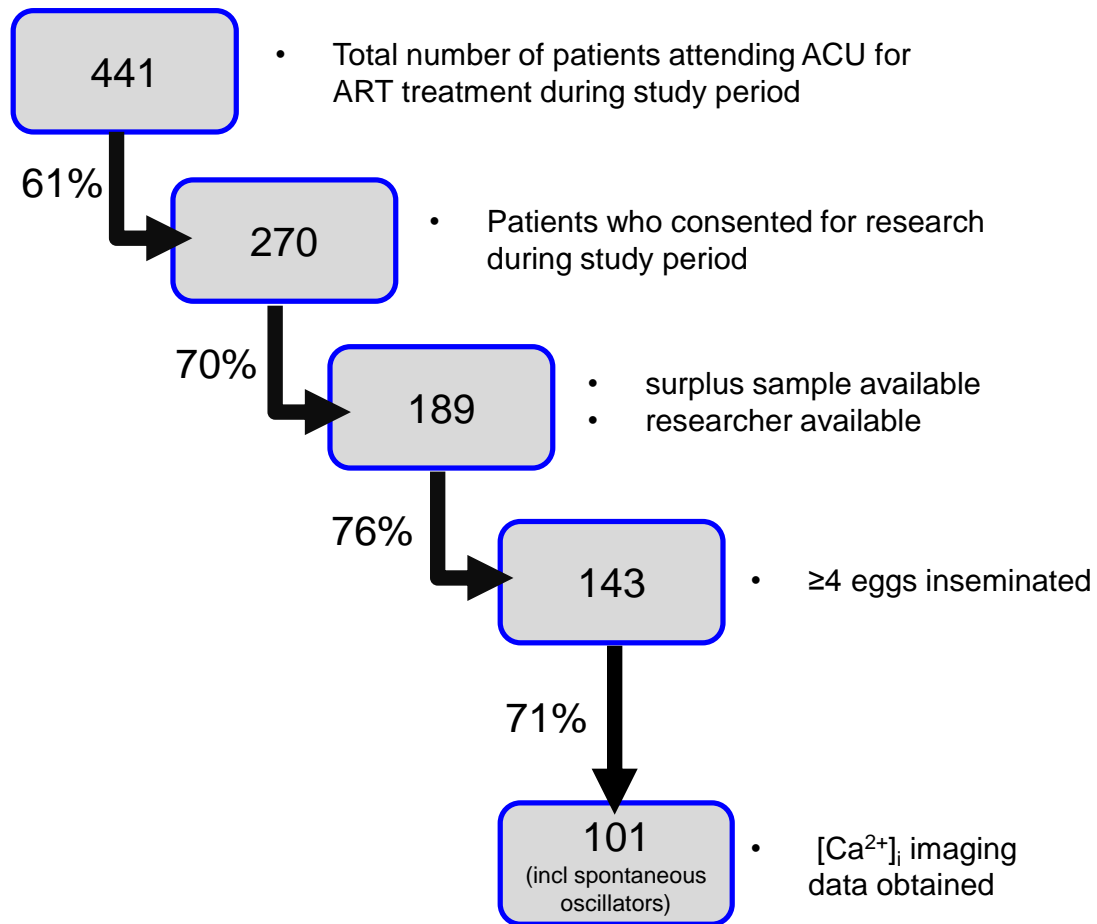 441
• Total number of patients attending ACU for
ART treatment during study period
61%
270
• Patients who consented for research
during study period
70%
189
• surplus sample available
• researcher available
76%
143
• ≥4 eggs inseminated
71%
101
(incl spontaneous
oscillators)
• [Ca²⁺]ᵢ imaging
data obtained